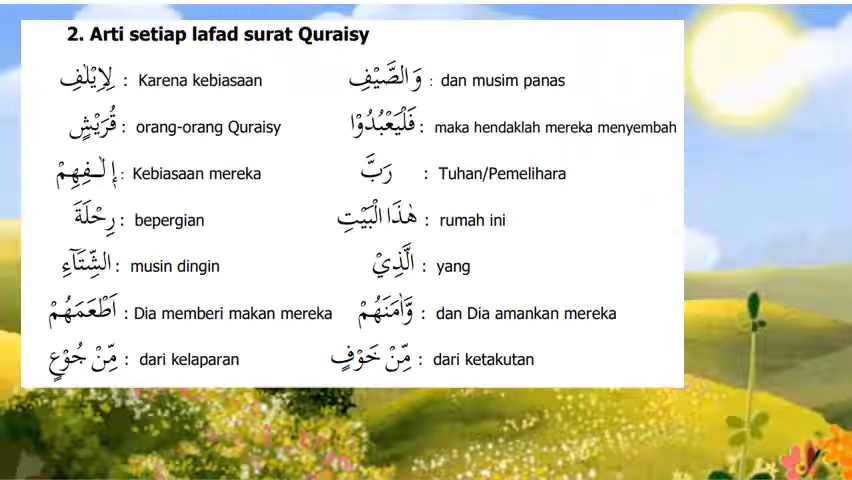 2. Arti setiap lafad surat Quraisy
لِاِيْلٰفِ : Karena kebiasaan وَالصَّيْفِ : dan musim panas
قُرَيْشٍ : orang-orang Quraisy فَلْيَعْبُدُوْا : maka hendaklah mereka menyembah
إٖلٰـفِهِمْ : Kebiasaan mereka رَبَّ : Tuhan/Pemelihara
رِحْلَةَ : bepergian هٰذَا الْبَيْتِ : rumah ini
الشِّتَآءِ : musin dingin الَّذِيْ : yang
اَطْعَمَهُمْ : Dia memberi makan mereka وَّاٰمَنَهُمْ : dan Dia amankan mereka
مِّنْ جُوْعٍ : dari kelaparan مِّنْ خَوْفٍ : dari ketakutan